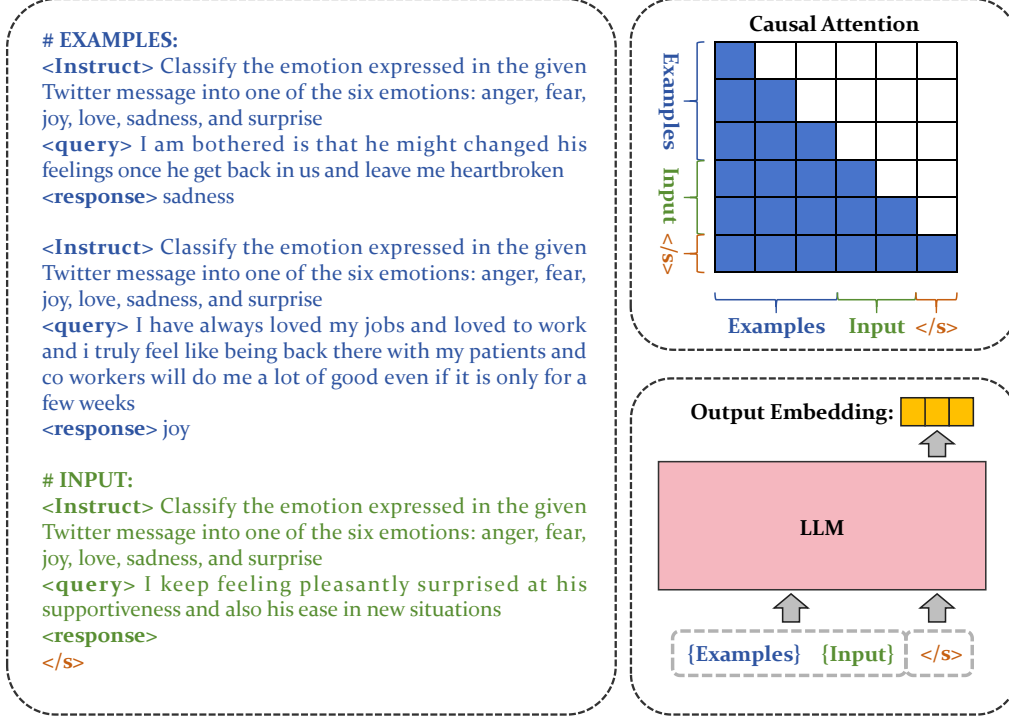 # EXAMPLES:
<Instruct> Classify the emotion expressed in the given
Twitter message into one of the six emotions: anger, fear,
joy, love, sadness, and surprise
<query> I am bothered is that he might changed his
feelings once he get back in us and leave me heartbroken
<response> sadness
<Instruct> Classify the emotion expressed in the given
Twitter message into one of the six emotions: anger, fear,
joy, love, sadness, and surprise
<query> I have always loved my jobs and loved to work
and i truly feel like being back there with my patients and
co workers will do me a lot of good even if it is only for a
few weeks
<response> joy
# INPUT:
<Instruct> Classify the emotion expressed in the given
Twitter message into one of the six emotions: anger, fear,
joy, love, sadness, and surprise
<query> I keep feeling pleasantly surprised at his
supportiveness and also his ease in new situations
<response>
</s>
Causal Attention
Examples
Input
</s>
Examples Input </s>
Output Embedding:
LLM
{Examples} {Input} </s>